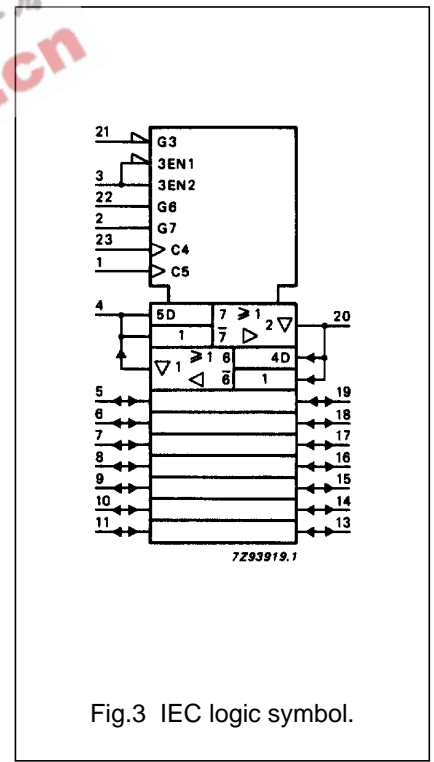 .cn
21 G3
3EN1
3 3EN2
22 G6
2 G7
23 C4
1 C5
4 5D 7 ≥1 2 ▽ 20
1 7̅ ▷
▽ 1 ≥1 6 4D
◁ 6̅ 1
5 19
6 18
7 17
8 16
9 15
10 14
11 13
7Z93919.1
Fig.3 IEC logic symbol.